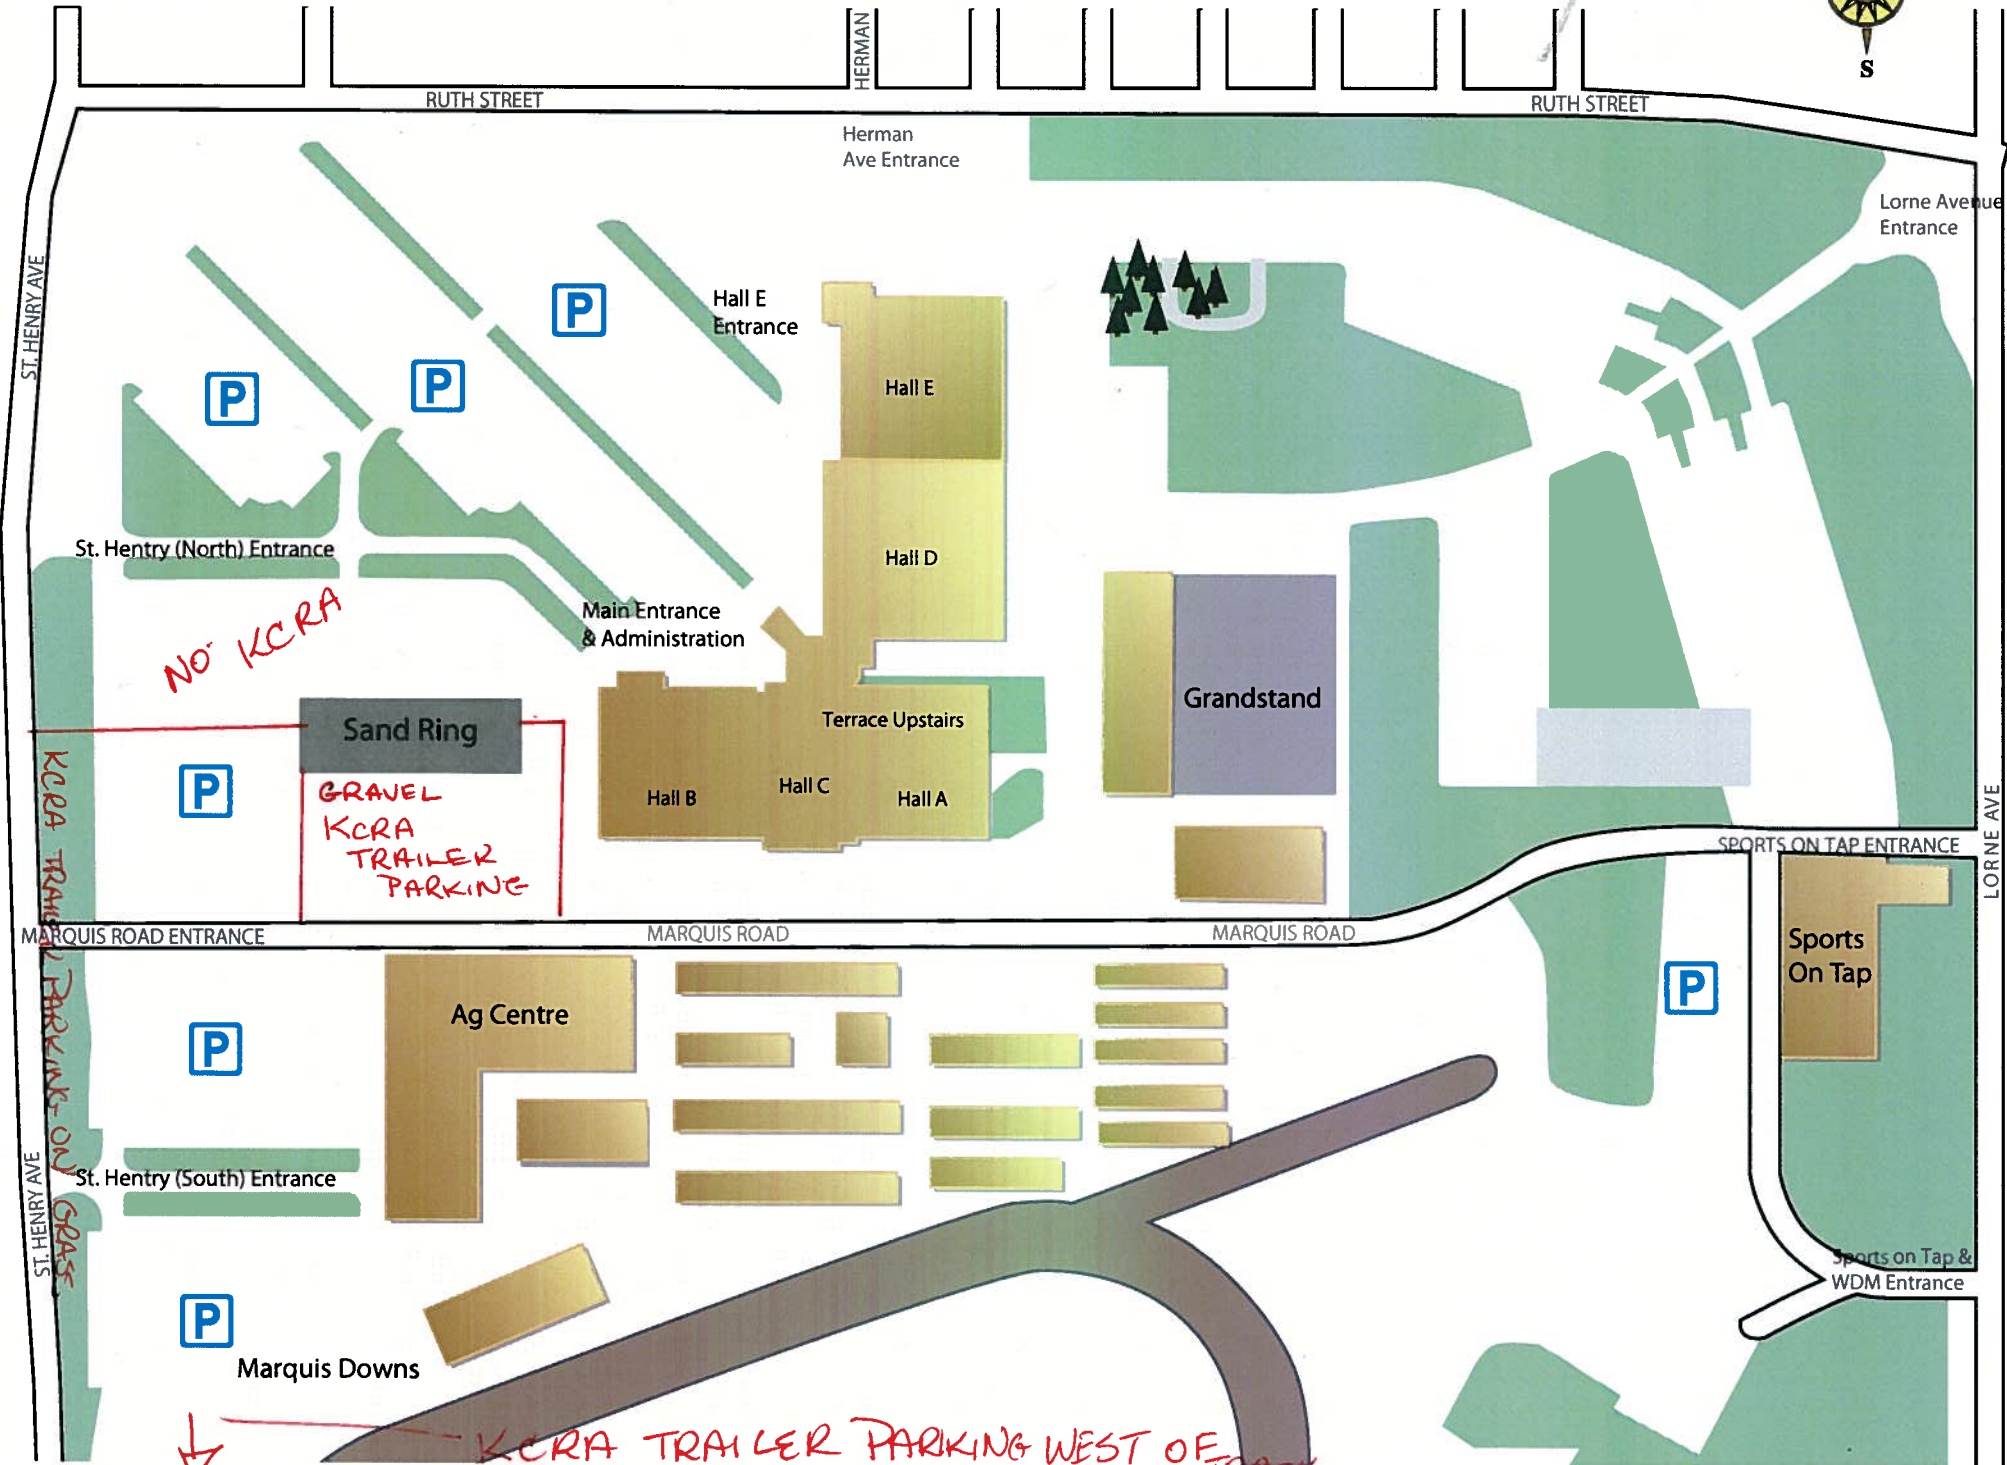 HERMAN
S
RUTH STREET
RUTH STREET
Herman
Ave Entrance
Lorne Avenue
Entrance
ST. HENRY AVE
Hall E
Entrance
P
P
P
Hall E
St. Hentry (North) Entrance
Hall D
NO KCRA
Main Entrance
& Administration
Sand Ring
Terrace Upstairs
Grandstand
P
GRAVEL
KCRA
TRAILER
PARKING
Hall B
Hall C
Hall A
KCRA TRAILER PARKING ON GRASS
LORNE AVE
SPORTS ON TAP ENTRANCE
MARQUIS ROAD ENTRANCE
MARQUIS ROAD
MARQUIS ROAD
Sports
On Tap
P
Ag Centre
P
St. Hentry (South) Entrance
ST. HENRY AVE
Sports on Tap &
WDM Entrance
P
Marquis Downs
KCRA TRAILER PARKING WEST OF